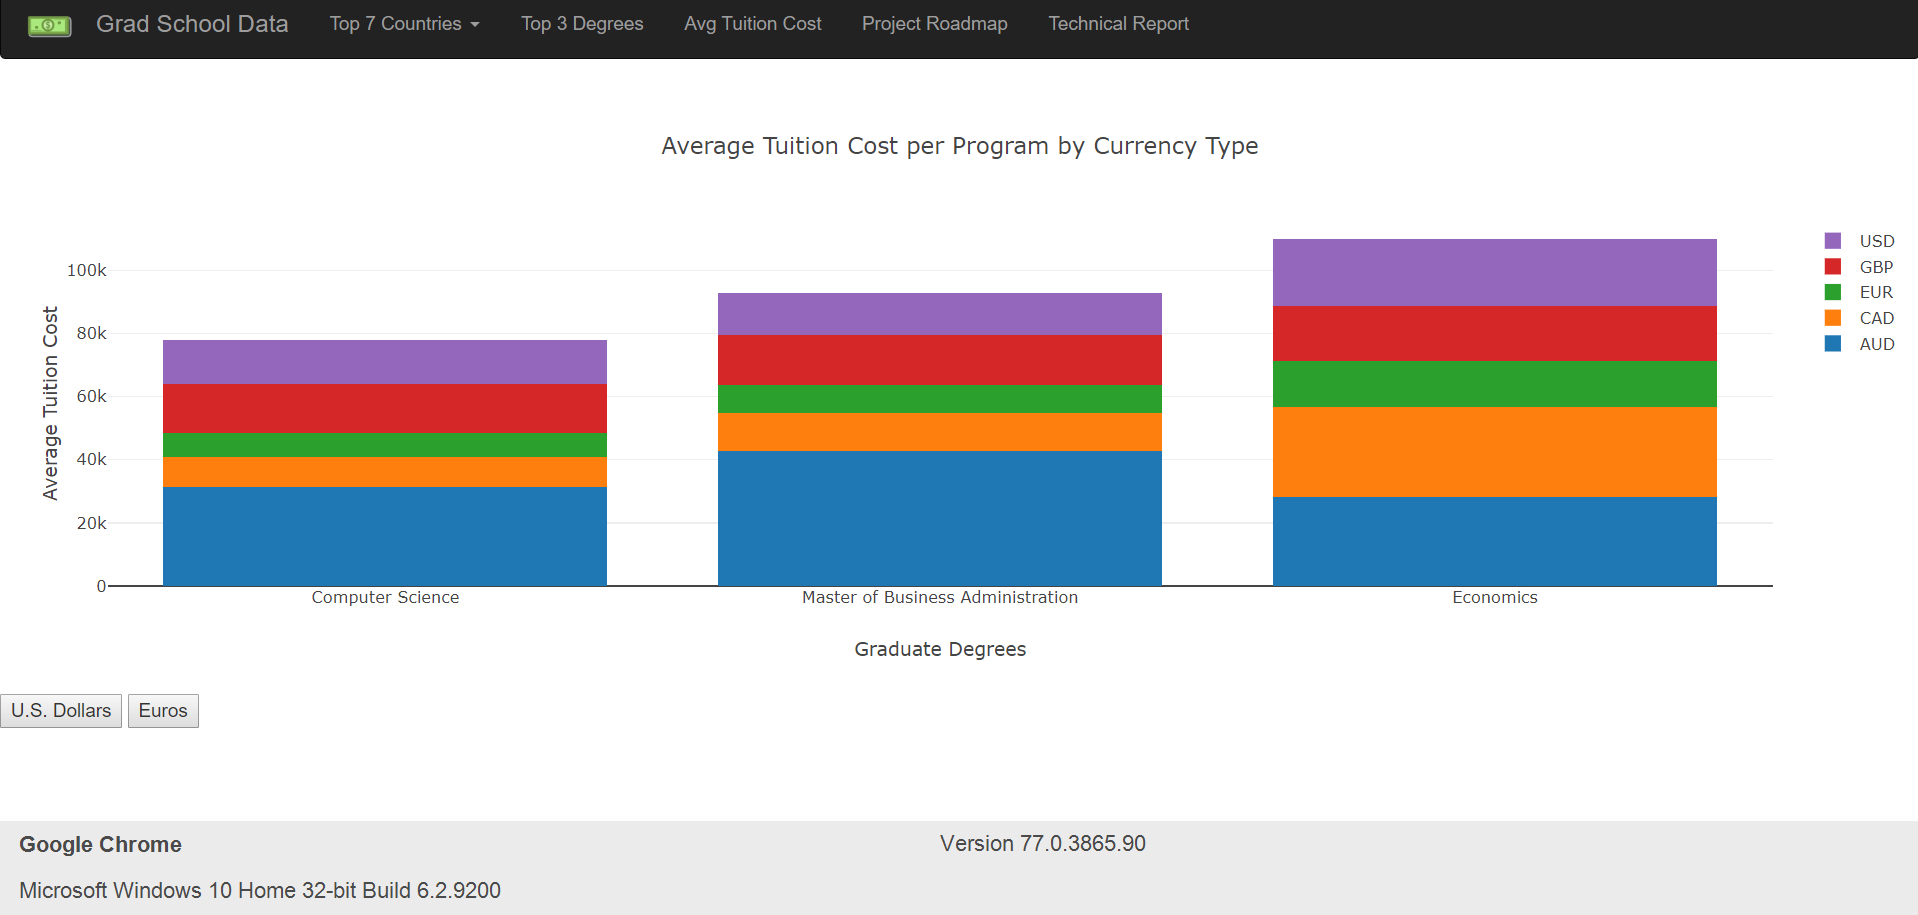 Grad School Data Top 7 Countries Top 3 Degrees Avg Tuition Cost Project Roadmap Technical Report
Average Tuition Cost per Program by Currency Type
USD
GBP
EUR
CAD
AUD
Average Tuition Cost
100k
80k
60k
40k
20k
0
Computer Science Master of Business Administration Economics
Graduate Degrees
U.S. Dollars Euros
Google Chrome Version 77.0.3865.90
Microsoft Windows 10 Home 32-bit Build 6.2.9200